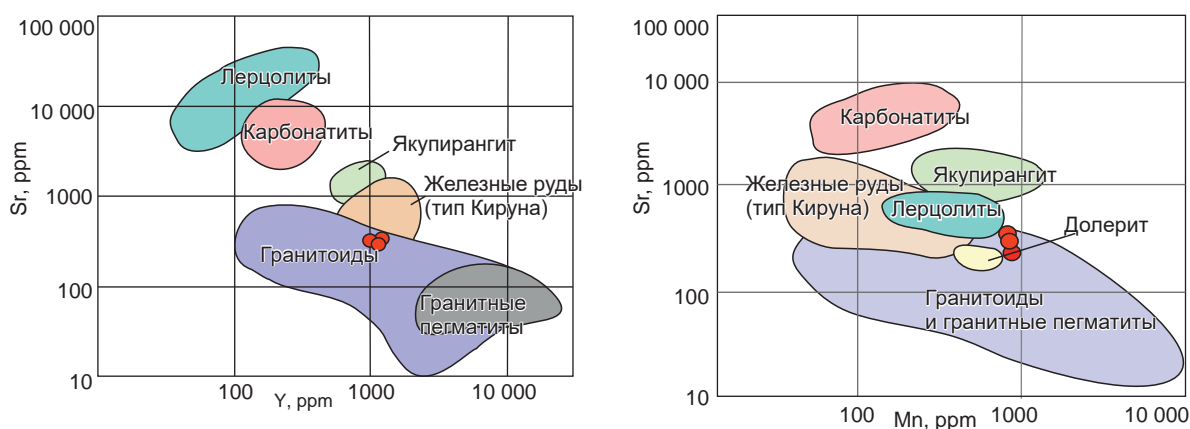 100 000
10 000
1000
100
10
Sr, ppm
Лерцолиты
Карбонатиты
Якупирангит
Железные руды
(тип Кируна)
Гранитоиды
Гранитные
пегматиты
100
1000
10 000
Y, ppm
100 000
10 000
1000
100
10
Sr, ppm
Карбонатиты
Якупирангит
Железные руды
(тип Кируна)
Лерцолиты
Долерит
Гранитоиды
и гранитные пегматиты
100
1000
10 000
Mn, ppm